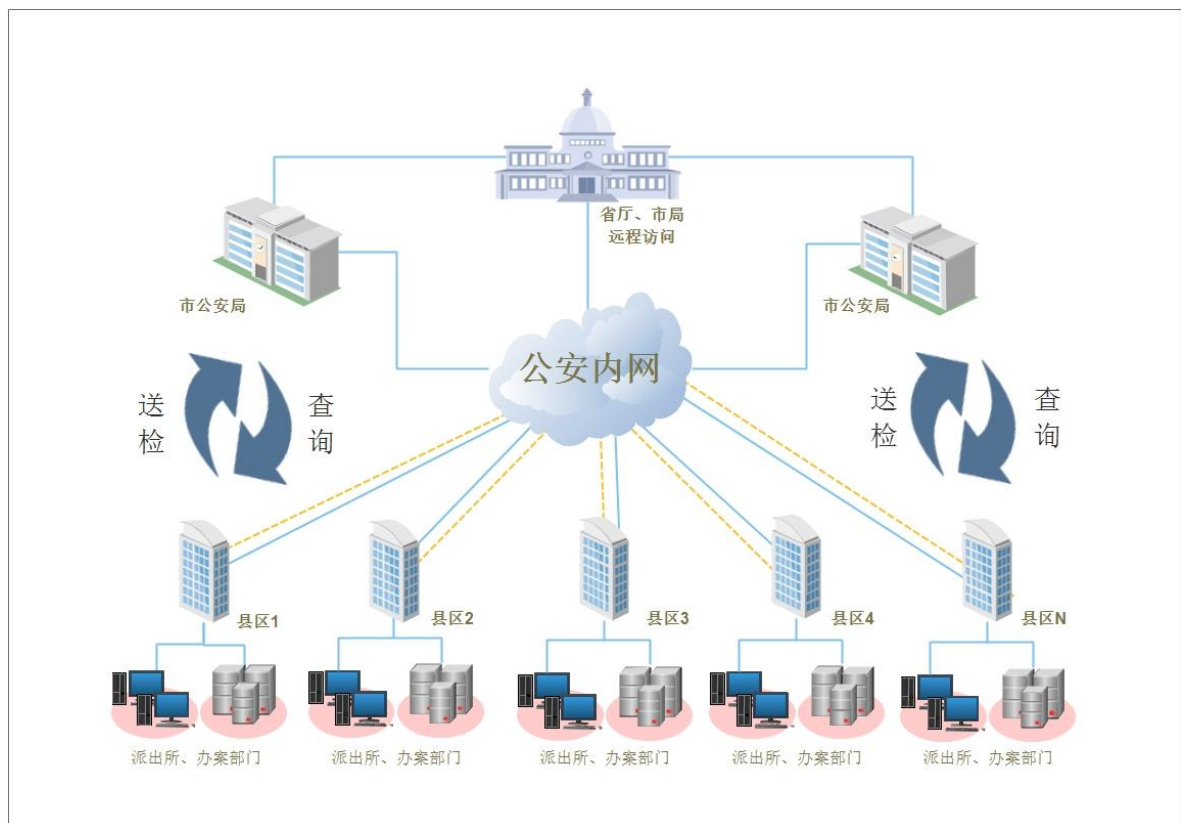 省厅、市局
远程访问
市公安局
市公安局
公安内网
送检
查询
送检
查询
县区1
县区2
县区3
县区4
县区N
派出所、办案部门
派出所、办案部门
派出所、办案部门
派出所、办案部门
派出所、办案部门